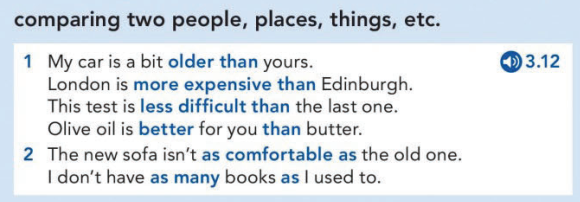 comparing two people, places, things, etc.
1 My car is a bit older than yours. 3.12
London is more expensive than Edinburgh.
This test is less difficult than the last one.
Olive oil is better for you than butter.
2 The new sofa isn't as comfortable as the old one.
I don't have as many books as I used to.